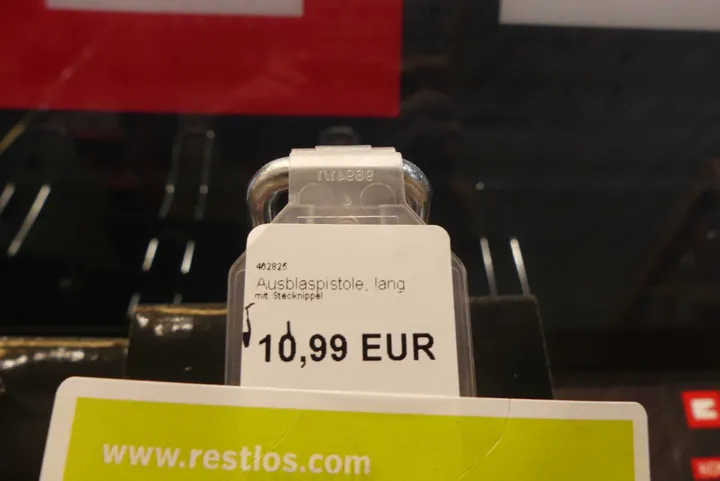 462825
Ausblaspistole, lang
mit Stecknippel
10,99 EUR
www.restlos.com